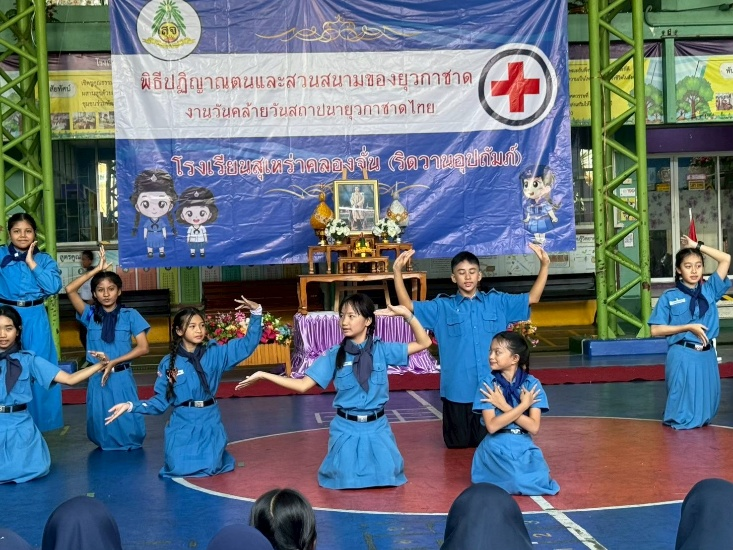 พิธีปฏิญาณตนและสวนสนามของยุวกาชาด
งานวันคล้ายวันสถาปนายุวกาชาดไทย
โรงเรียนสุเหร่าคลองจั่น (ริดวานอุปถัมภ์)